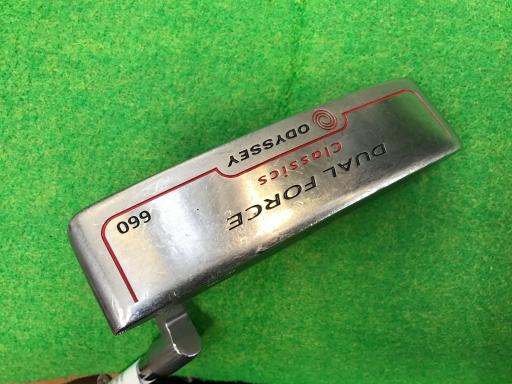 ODYSSEY
Classics
DUAL FORCE
660